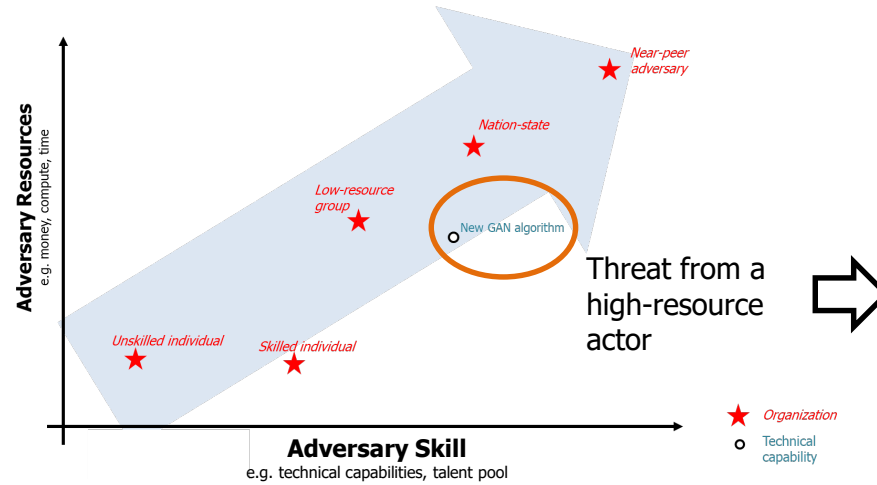 Near-peer
adversary
Nation-state
Low-resource
group
New GAN algorithm
Threat from a
high-resource
actor
Unskilled individual
Skilled individual
Adversary Resources
e.g. money, compute, time
Adversary Skill
e.g. technical capabilities, talent pool
Organization
Technical
capability